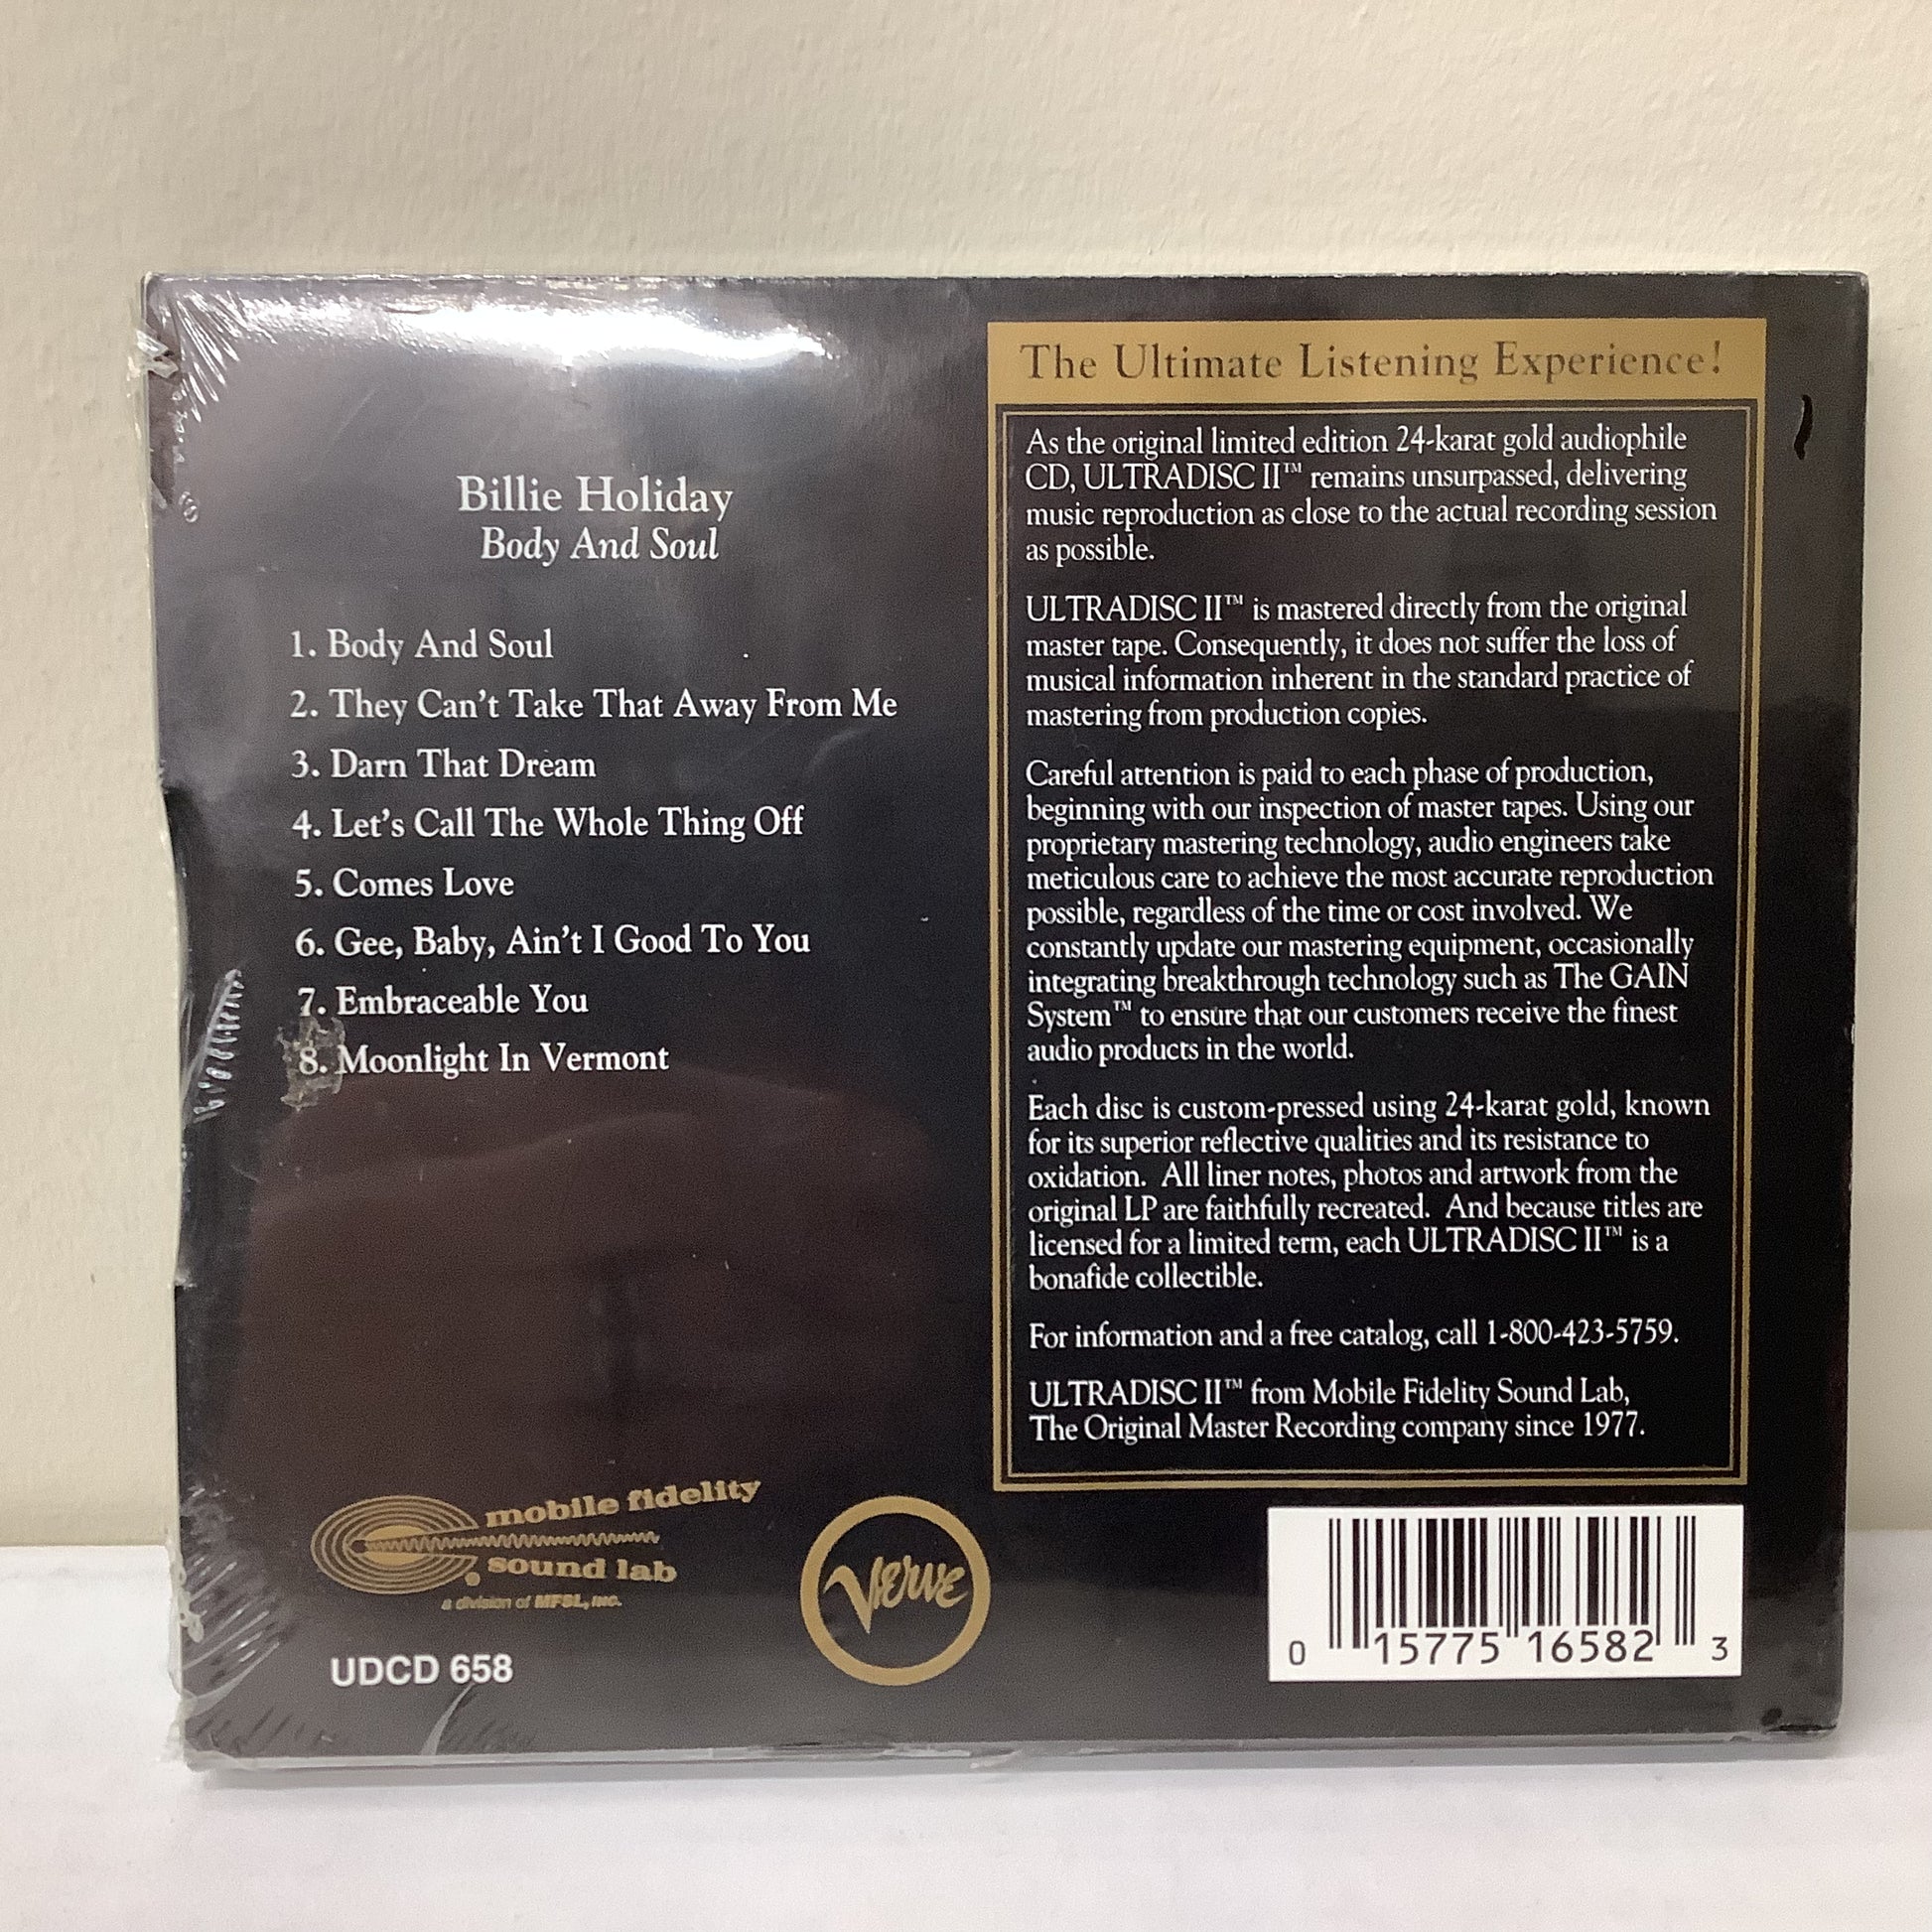 Billie Holiday
Body And Soul
1. Body And Soul
2. They Can't Take That Away From Me
3. Darn That Dream
4. Let's Call The Whole Thing Off
5. Comes Love
6. Gee, Baby, Ain't I Good To You
7. Embraceable You
8. Moonlight In Vermont
mobile fidelity
sound lab
a division of MFSL, INC.
UDCD 658
Verve
The Ultimate Listening Experience!
As the original limited edition 24-karat gold audiophile
CD, ULTRADISC II™ remains unsurpassed, delivering
music reproduction as close to the actual recording session
as possible.
ULTRADISC II™ is mastered directly from the original
master tape. Consequently, it does not suffer the loss of
musical information inherent in the standard practice of
mastering from production copies.
Careful attention is paid to each phase of production,
beginning with our inspection of master tapes. Using our
proprietary mastering technology, audio engineers take
meticulous care to achieve the most accurate reproduction
possible, regardless of the time or cost involved. We
constantly update our mastering equipment, occasionally
integrating breakthrough technology such as The GAIN
System™ to ensure that our customers receive the finest
audio products in the world.
Each disc is custom-pressed using 24-karat gold, known
for its superior reflective qualities and its resistance to
oxidation. All liner notes, photos and artwork from the
original LP are faithfully recreated. And because titles are
licensed for a limited term, each ULTRADISC II™ is a
bonafide collectible.
For information and a free catalog, call 1-800-423-5759.
ULTRADISC II™ from Mobile Fidelity Sound Lab,
The Original Master Recording company since 1977.
0 15775 16582 3